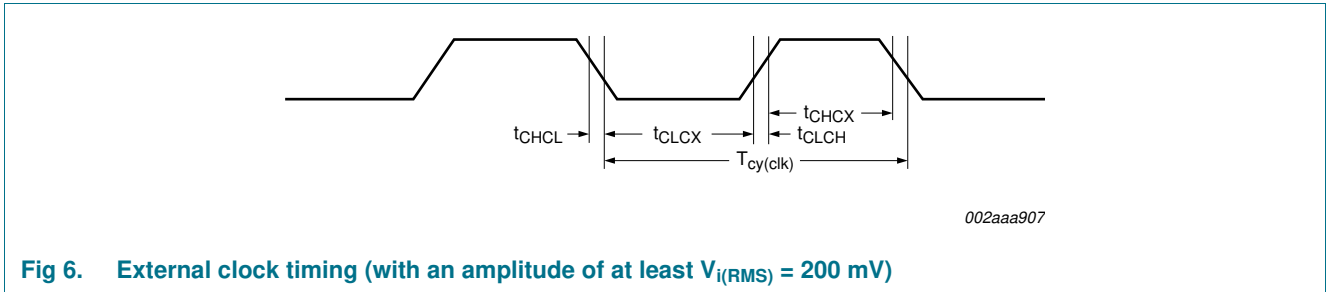 tCHCX
tCHCL tCLCX tCLCH
Tcy(clk)
002aaa907
Fig 6. External clock timing (with an amplitude of at least Vi(RMS) = 200 mV)